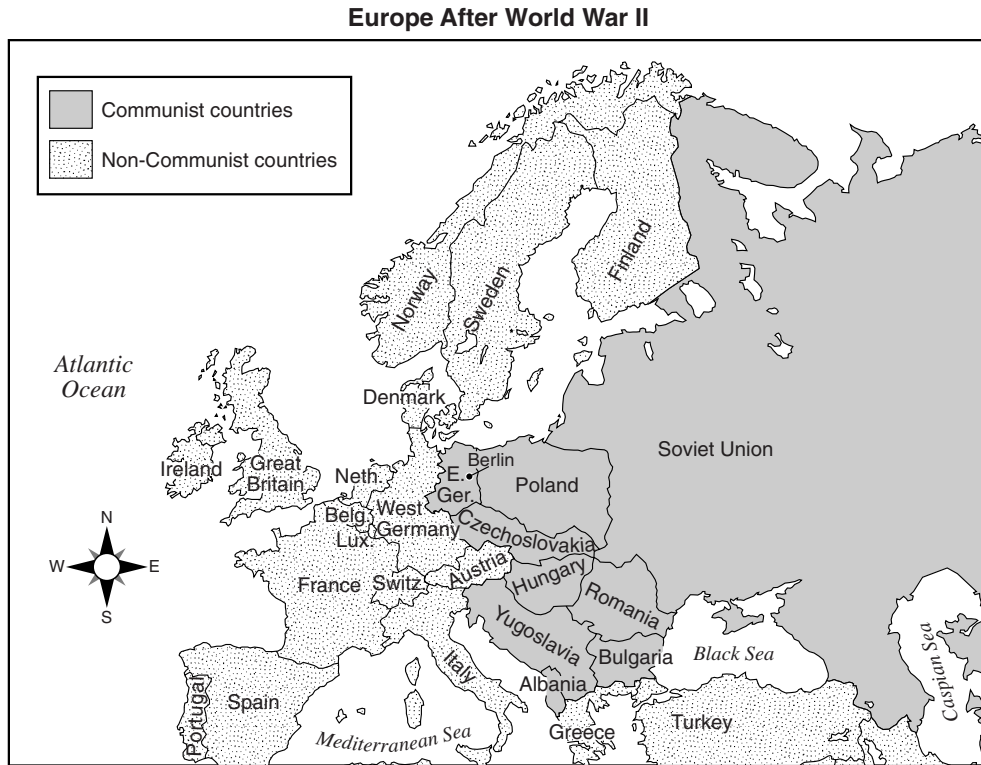 Europe After World War II
Communist countries
Non-Communist countries
Norway
Sweden
Finland
Atlantic
Ocean
Denmark
Soviet Union
Ireland
Great
Britain
Neth.
Berlin
E.
Ger.
Poland
Belg.
West
Germany
Lux.
Czechoslovakia
N
W
E
S
France
Switz.
Austria
Hungary
Romania
Yugoslavia
Bulgaria
Black Sea
Caspian Sea
Italy
Albania
Portugal
Spain
Mediterranean Sea
Greece
Turkey